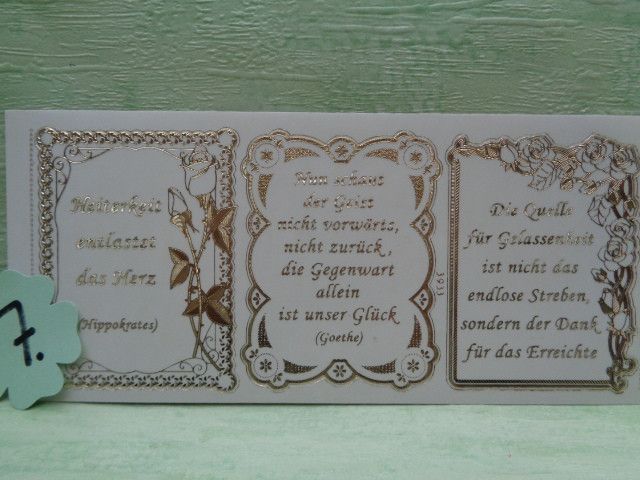 7.
Heiterkeit
entlastet
das Herz
(Hippokrates)
Nun schaut
der Geist
nicht vorwärts,
nicht zurück,
die Gegenwart
allein
ist unser Glück
(Goethe)
3933
Die Quelle
für Gelassenheit
ist nicht das
endlose Streben,
sondern der Dank
für das Erreichte